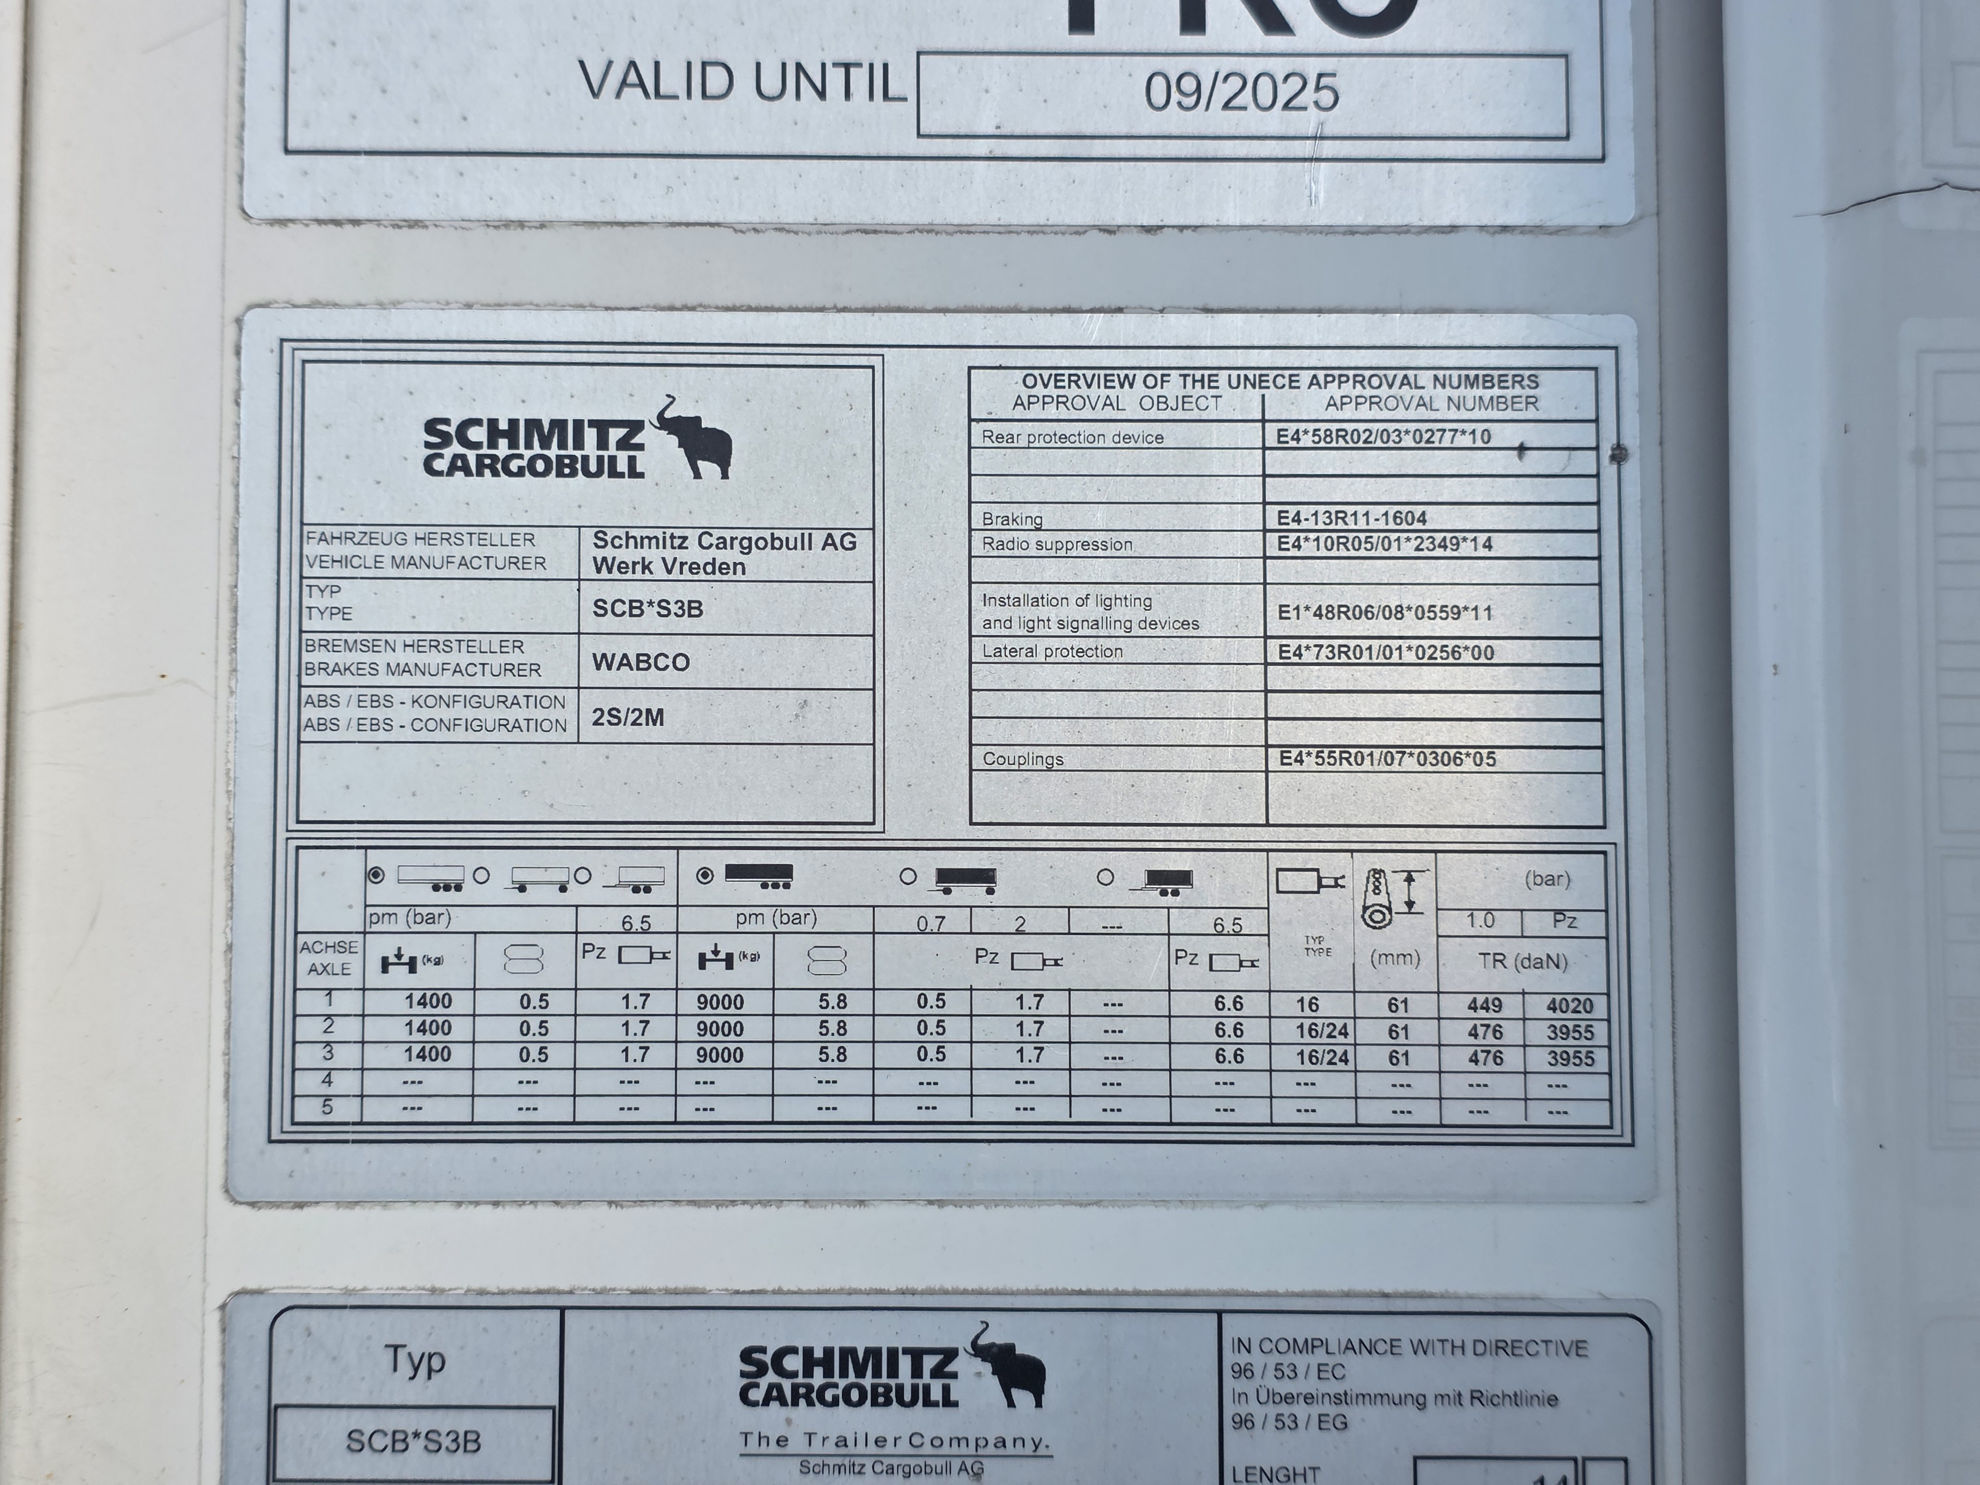 VALID UNTIL 09/2025
SCHMITZ
CARGOBULL
FAHRZEUG HERSTELLER
VEHICLE MANUFACTURER
Schmitz Cargobull AG
Werk Vreden
TYP
TYPE
SCB*S3B
BREMSEN HERSTELLER
BRAKES MANUFACTURER
WABCO
ABS / EBS - KONFIGURATION
ABS / EBS - CONFIGURATION
2S/2M
OVERVIEW OF THE UNECE APPROVAL NUMBERS
APPROVAL OBJECT APPROVAL NUMBER
Rear protection device E4*58R02/03*0277*10
Braking E4-13R11-1604
Radio suppression E4*10R05/01*2349*14
Installation of lighting
and light signalling devices E1*48R06/08*0559*11
Lateral protection E4*73R01/01*0256*00
Couplings E4*55R01/07*0306*05
(bar)
pm (bar) 6.5 pm (bar) 0.7 2 --- 6.5 1.0 Pz
ACHSE
AXLE
(kg) Pz (kg) Pz Pz TYP
TYPE
(mm) TR (daN)
1 1400 0.5 1.7 9000 5.8 0.5 1.7 --- 6.6 16 61 449 4020
2 1400 0.5 1.7 9000 5.8 0.5 1.7 --- 6.6 16/24 61 476 3955
3 1400 0.5 1.7 9000 5.8 0.5 1.7 --- 6.6 16/24 61 476 3955
4 --- --- --- --- --- --- --- --- --- --- --- --- ---
5 --- --- --- --- --- --- --- --- --- --- --- --- ---
Typ
SCB*S3B
SCHMITZ
CARGOBULL
The TrailerCompany.
Schmitz Cargobull AG
IN COMPLIANCE WITH DIRECTIVE
96 / 53 / EC
In Übereinstimmung mit Richtlinie
96 / 53 / EG
LENGHT